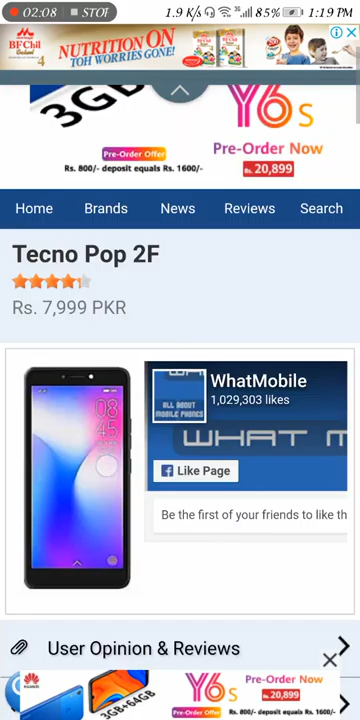 02:08 STOP
1.9 K/s 85% 1:19 PM
BF Chil
4
NUTRITION ON
TOH WORRIES GONE!
3GB
Y6s
Pre-Order Offer
Pre-Order Now
Rs. 800/- deposit equals Rs. 1600/-
Rs. 20,899
Home Brands News Reviews Search
Tecno Pop 2F
Rs. 7,999 PKR
08
45
WhatMobile
1,029,303 likes
ALL ABOUT
MOBILE PHONES
WHAT M
Like Page
Be the first of your friends to like th
User Opinion & Reviews
HUAWEI
3GB+64GB
Y6s
Pre-Order Now
Rs. 20,899
Pre-Order Offer
Rs. 800/- deposit equals Rs. 1600/-